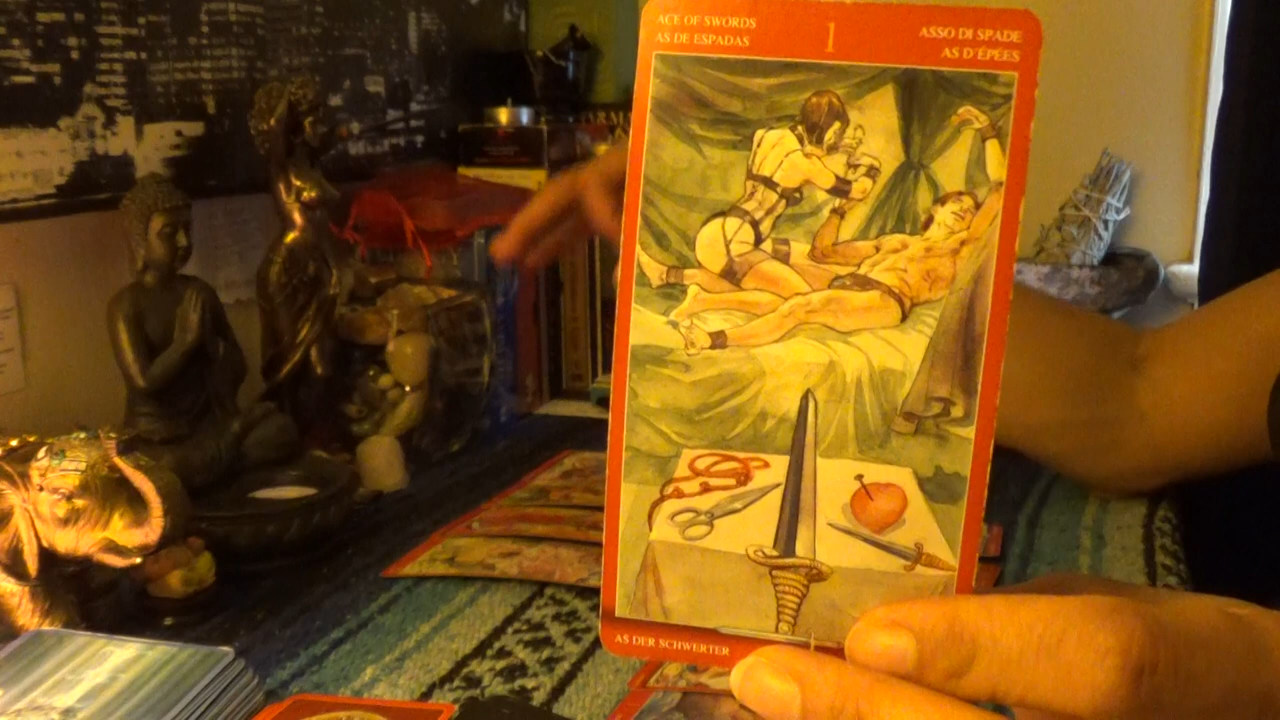 ACE OF SWORDS
AS DE ESPADAS
1
ASSO DI SPADE
AS D'ÉPÉES
AS DER SCHWERTER